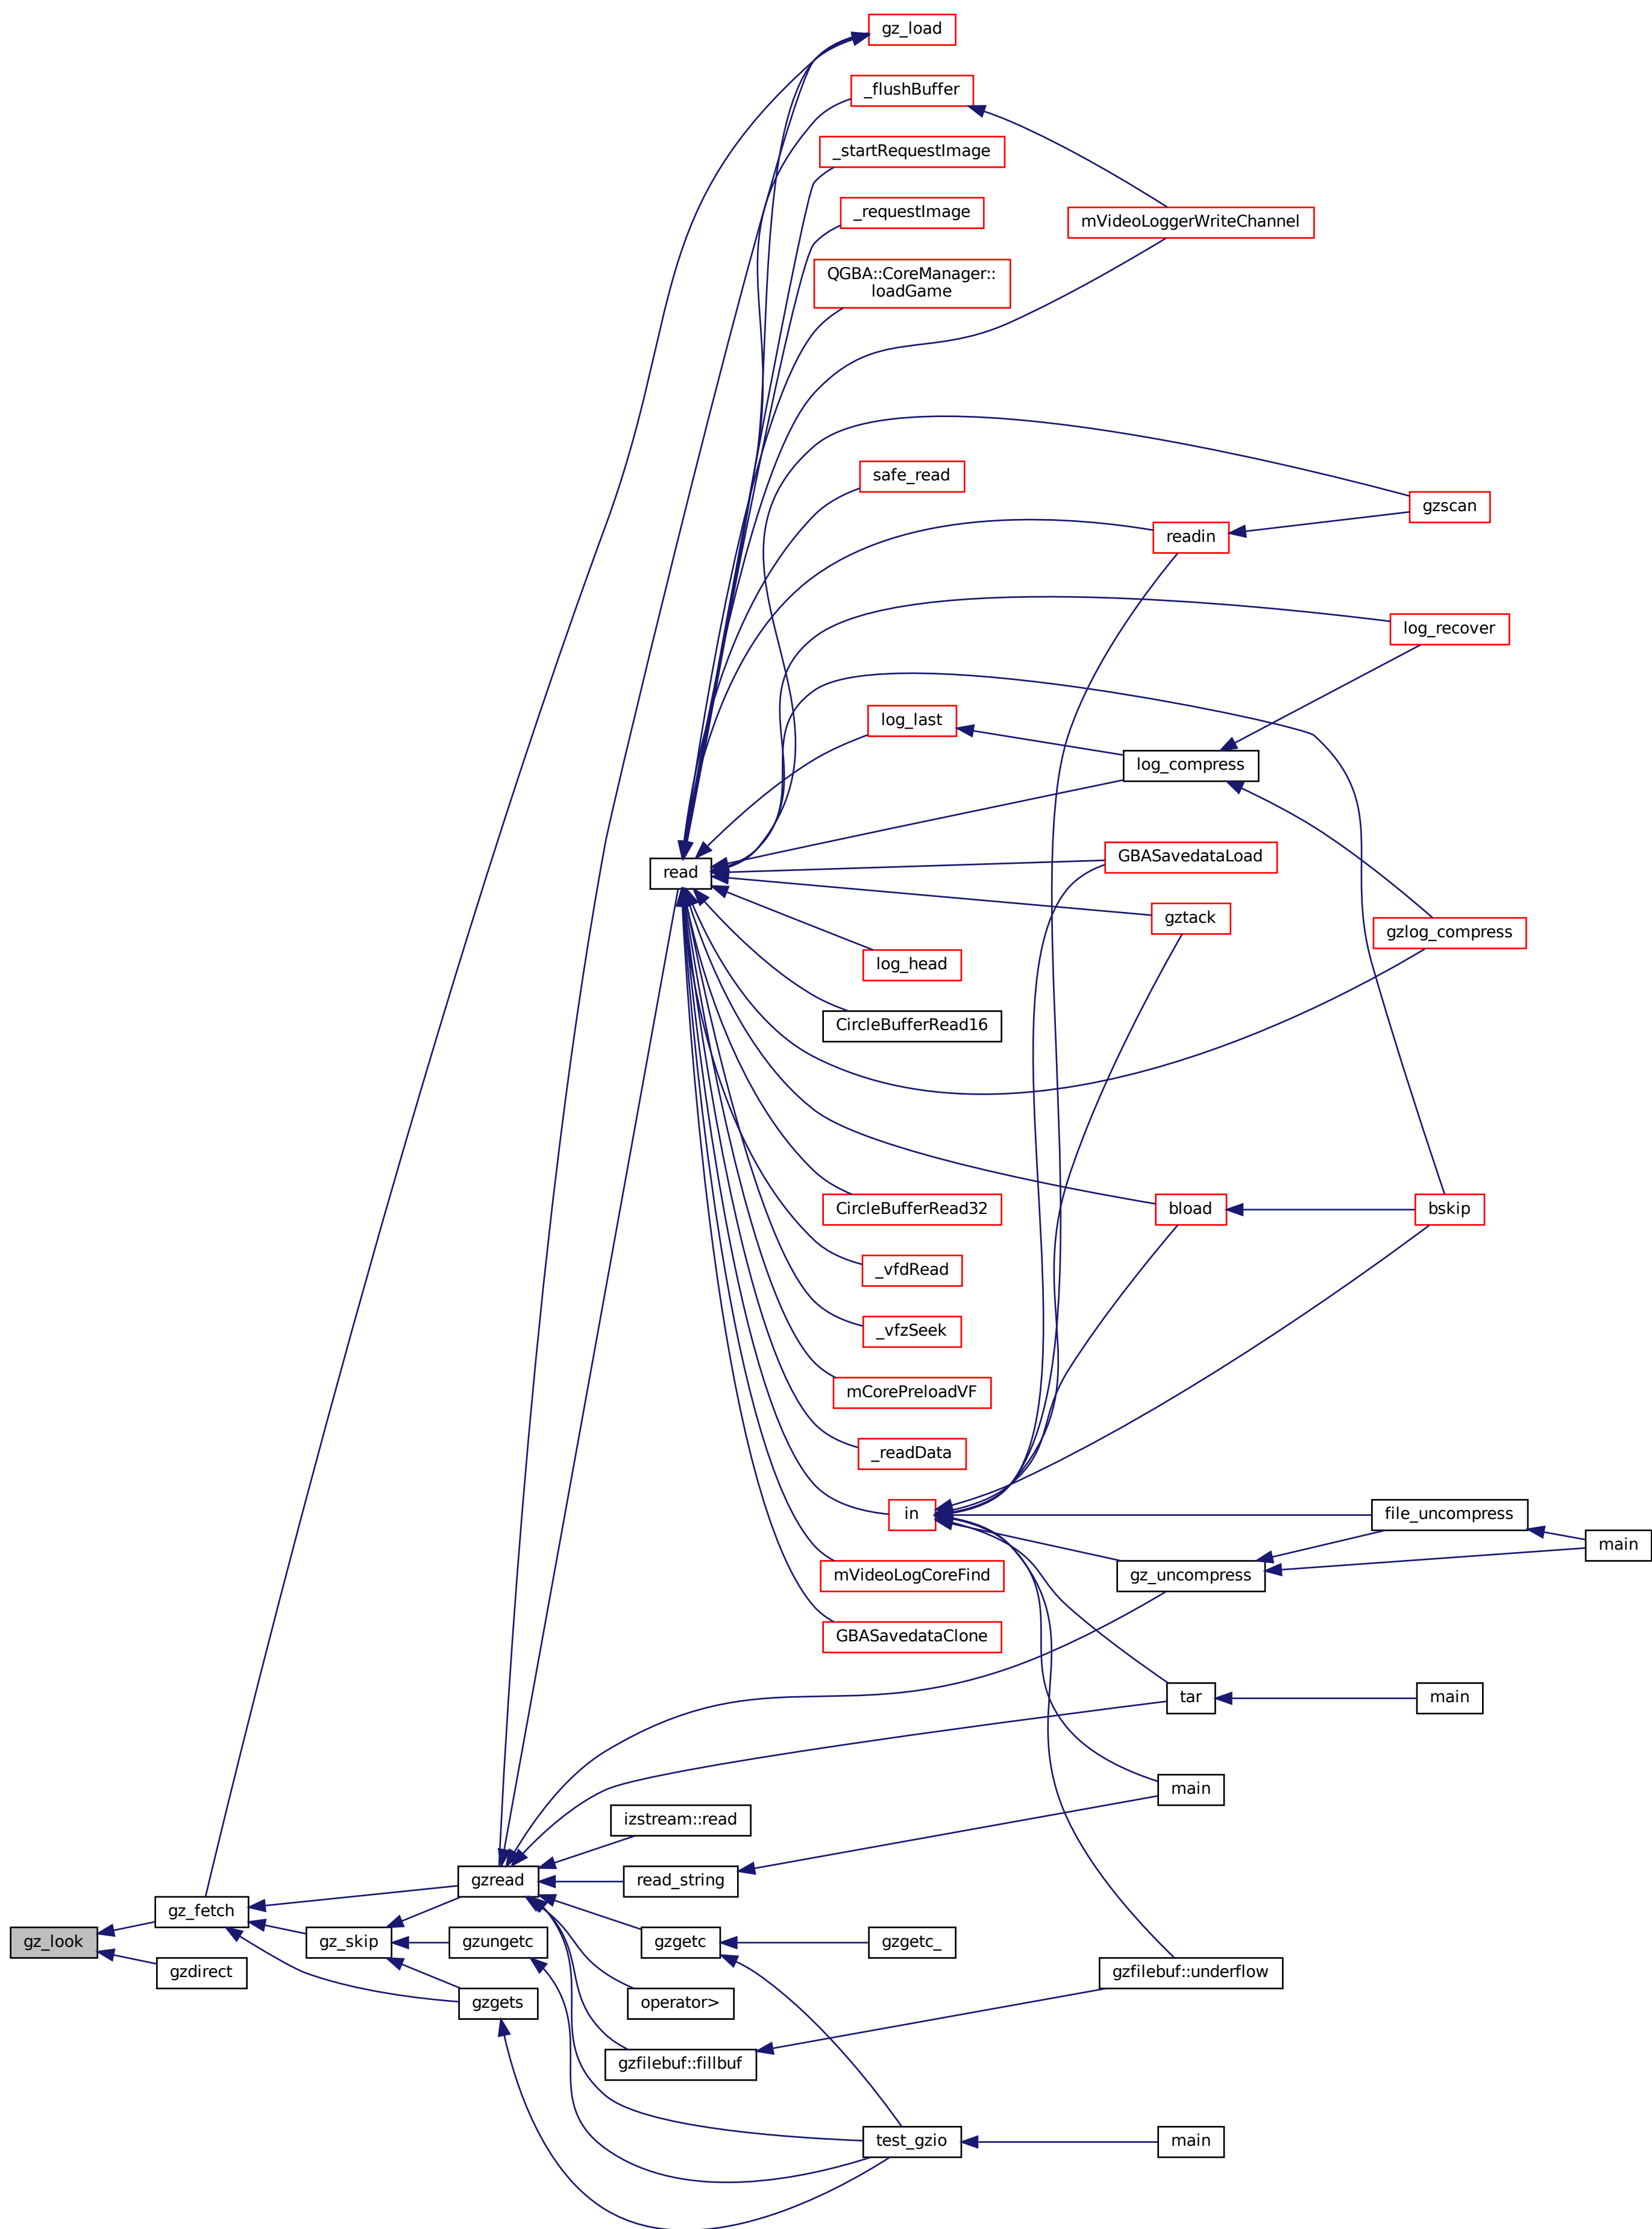 gz_load
_flushBuffer
_startRequestImage
_requestImage
mVideoLoggerWriteChannel
QGBA::CoreManager::
loadGame
safe_read
gzscan
readin
log_recover
log_last
log_compress
GBASavedataLoad
read
gztack
gzlog_compress
log_head
CircleBufferRead16
CircleBufferRead32
bload
bskip
_vfdRead
_vfzSeek
mCorePreloadVF
_readData
in
file_uncompress
main
mVideoLogCoreFind
gz_uncompress
GBASavedataClone
tar
main
main
izstream::read
gzread
read_string
gz_fetch
gz_look
gz_skip
gzungetc
gzgetc
gzgetc_
gzdirect
gzfilebuf::underflow
gzgets
operator>
gzfilebuf::fillbuf
test_gzio
main